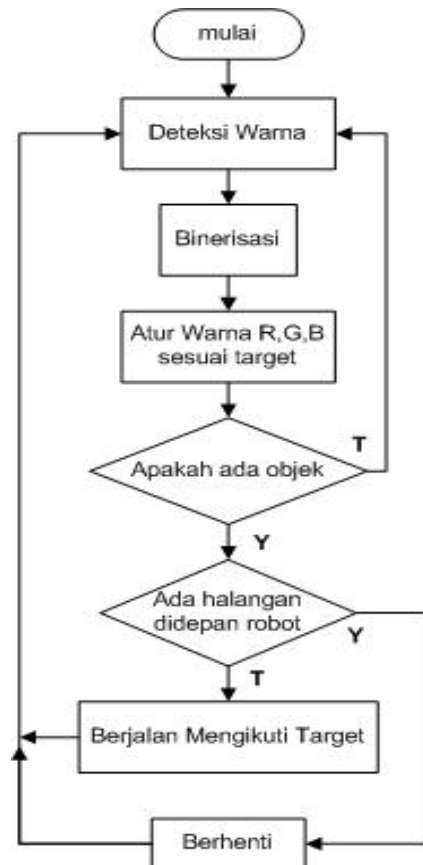 mulai
Deteksi Warna
Binerisasi
Atur Warna R,G,B
sesuai target
Apakah ada objek
T
Y
Ada halangan
didepan robot
Y
T
Berjalan Mengikuti Target
Berhenti